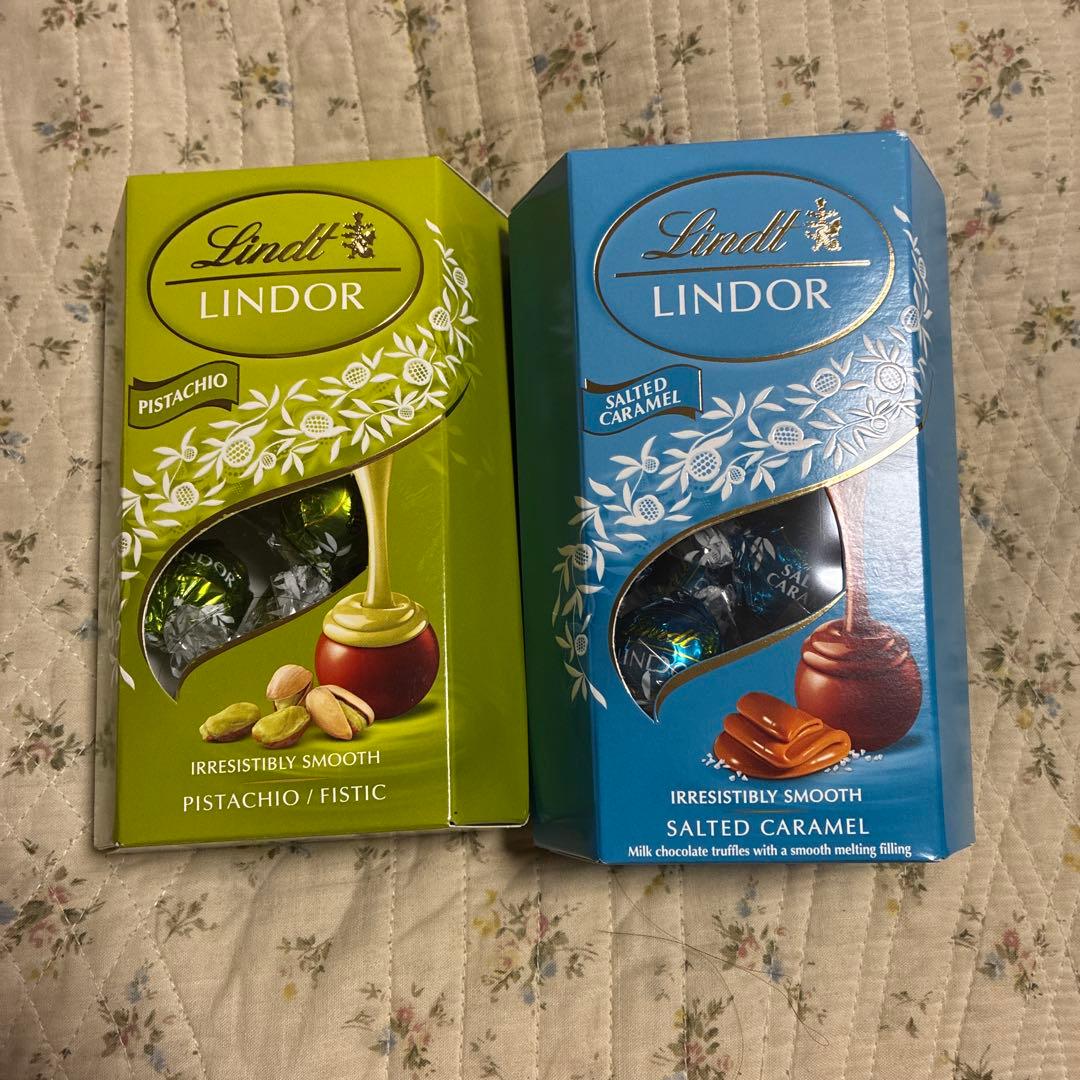 Lindt
LINDOR
PISTACHIO
LINDOR
IRRESISTIBLY SMOOTH
PISTACHIO / FISTIC
Lindt
LINDOR
SALTED
CARAMEL
IRRESISTIBLY SMOOTH
SALTED CARAMEL
Milk chocolate truffles with a smooth melting filling